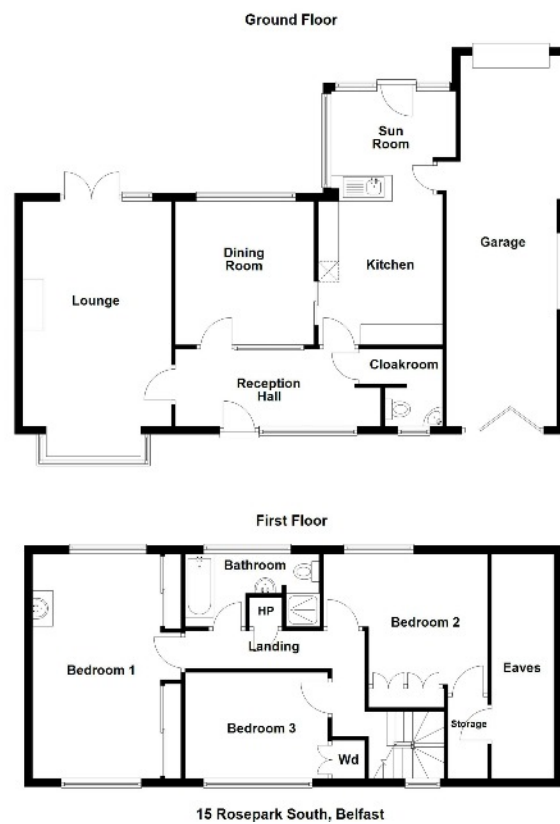 Ground Floor
Sun
Room
Garage
Dining
Room
Kitchen
Lounge
Cloakroom
Reception
Hall
First Floor
Bathroom
HP
Bedroom 2
Landing
Bedroom 1
Eaves
Storage
Bedroom 3
Wd
15 Rosepark South, Belfast